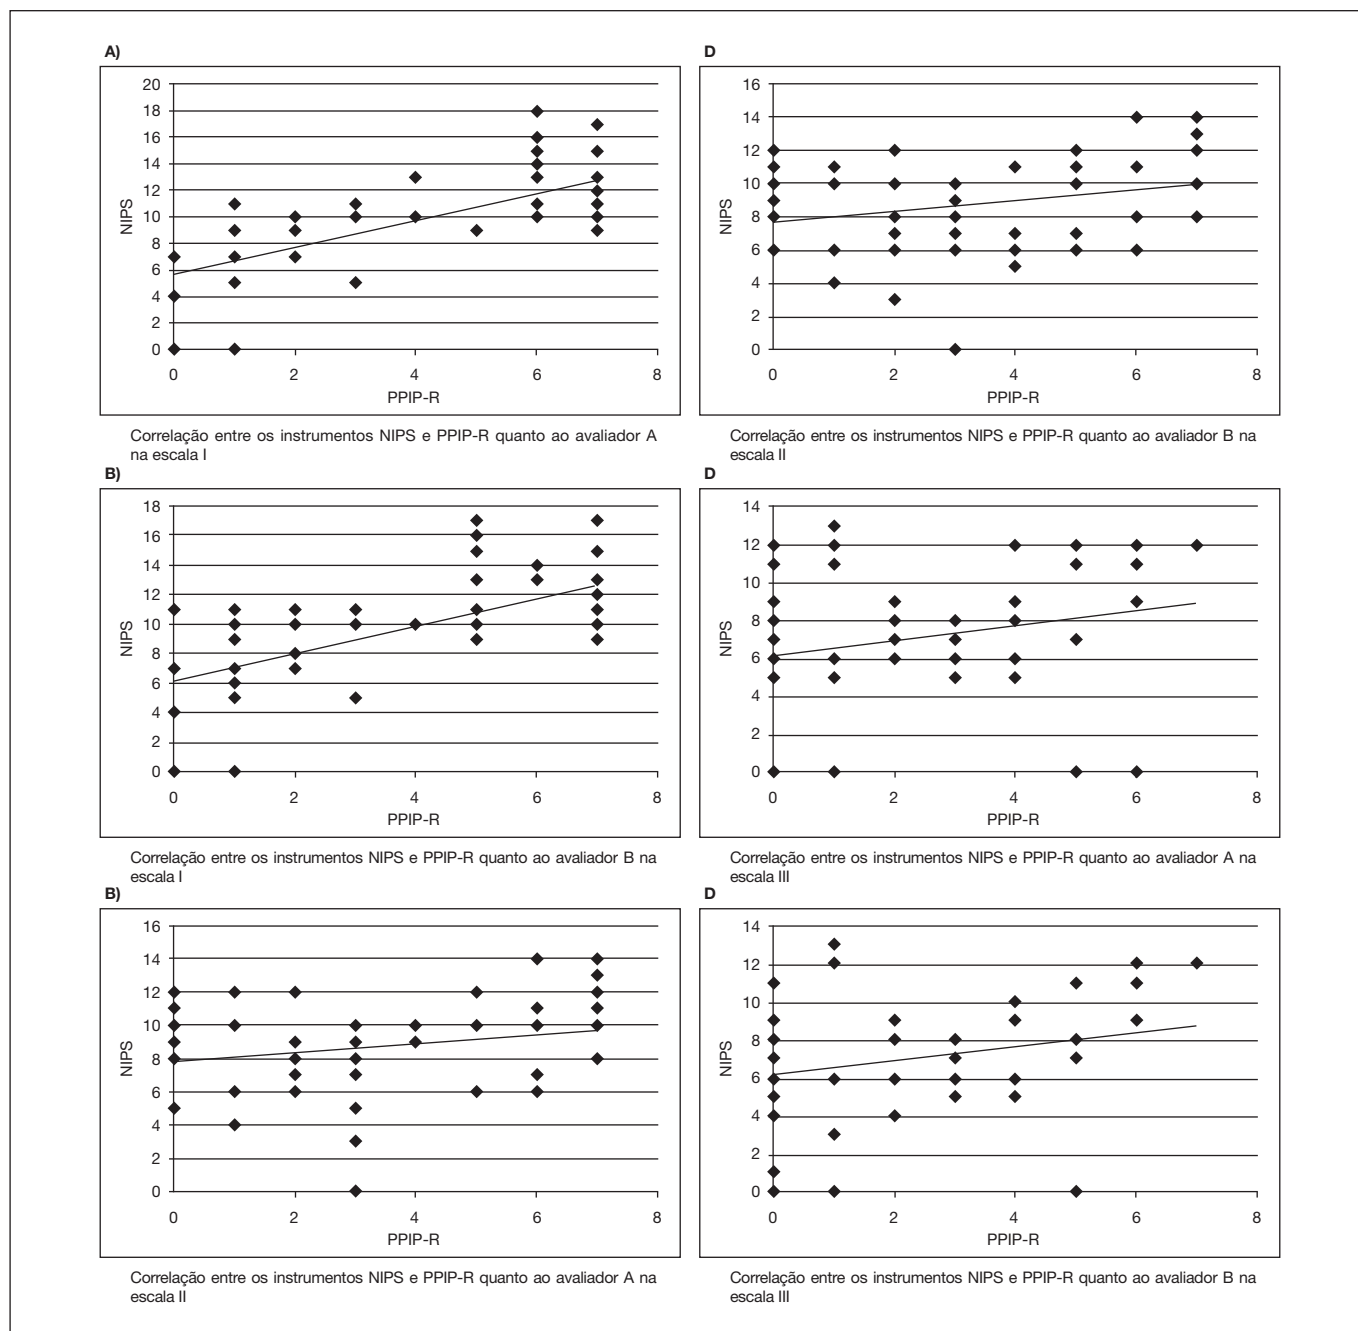 A)
20
18
16
14
12
10
8
6
4
2
0
NIPS
0 2 4 6 8
PPIP-R
Correlação entre os instrumentos NIPS e PPIP-R quanto ao avaliador A
na escala I
B)
18
16
14
12
10
8
6
4
2
0
NIPS
0 2 4 6 8
PPIP-R
Correlação entre os instrumentos NIPS e PPIP-R quanto ao avaliador B na
escala I
B)
16
14
12
10
8
6
4
2
0
NIPS
0 2 4 6 8
PPIP-R
Correlação entre os instrumentos NIPS e PPIP-R quanto ao avaliador A na
escala II
D
16
14
12
10
8
6
4
2
0
NIPS
0 2 4 6 8
PPIP-R
Correlação entre os instrumentos NIPS e PPIP-R quanto ao avaliador B na
escala II
D
14
12
10
8
6
4
2
0
NIPS
0 2 4 6 8
PPIP-R
Correlação entre os instrumentos NIPS e PPIP-R quanto ao avaliador A na
escala III
D
14
12
10
8
6
4
2
0
NIPS
0 2 4 6 8
PPIP-R
Correlação entre os instrumentos NIPS e PPIP-R quanto ao avaliador B na
escala III